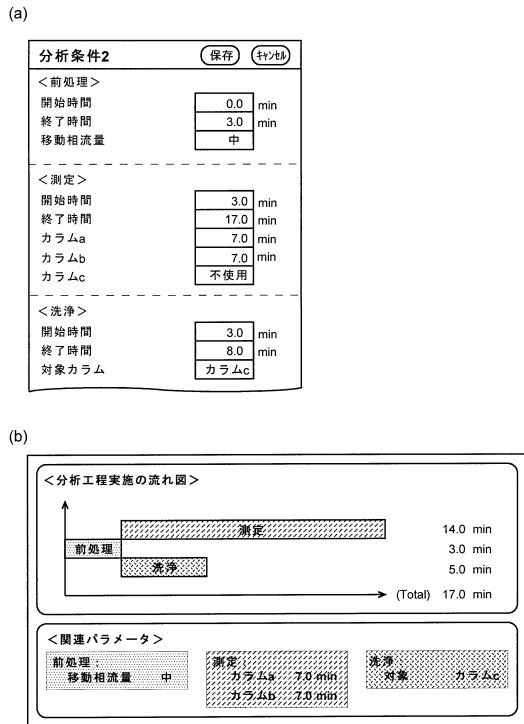 (a)
分析条件2 保存 キャンセル
＜前処理＞
開始時間 0.0 min
終了時間 3.0 min
移動相流量 中
＜測定＞
開始時間 3.0 min
終了時間 17.0 min
カラムa 7.0 min
カラムb 7.0 min
カラムc 不使用
＜洗浄＞
開始時間 3.0 min
終了時間 8.0 min
対象カラム カラムc
(b)
＜分析工程実施の流れ図＞
測定 14.0 min
前処理 3.0 min
洗浄 5.0 min
(Total) 17.0 min
＜関連パラメータ＞
前処理： 測定： 洗浄：
移動相流量 中 カラムa 7.0 min 対象 カラムc
カラムb 7.0 min